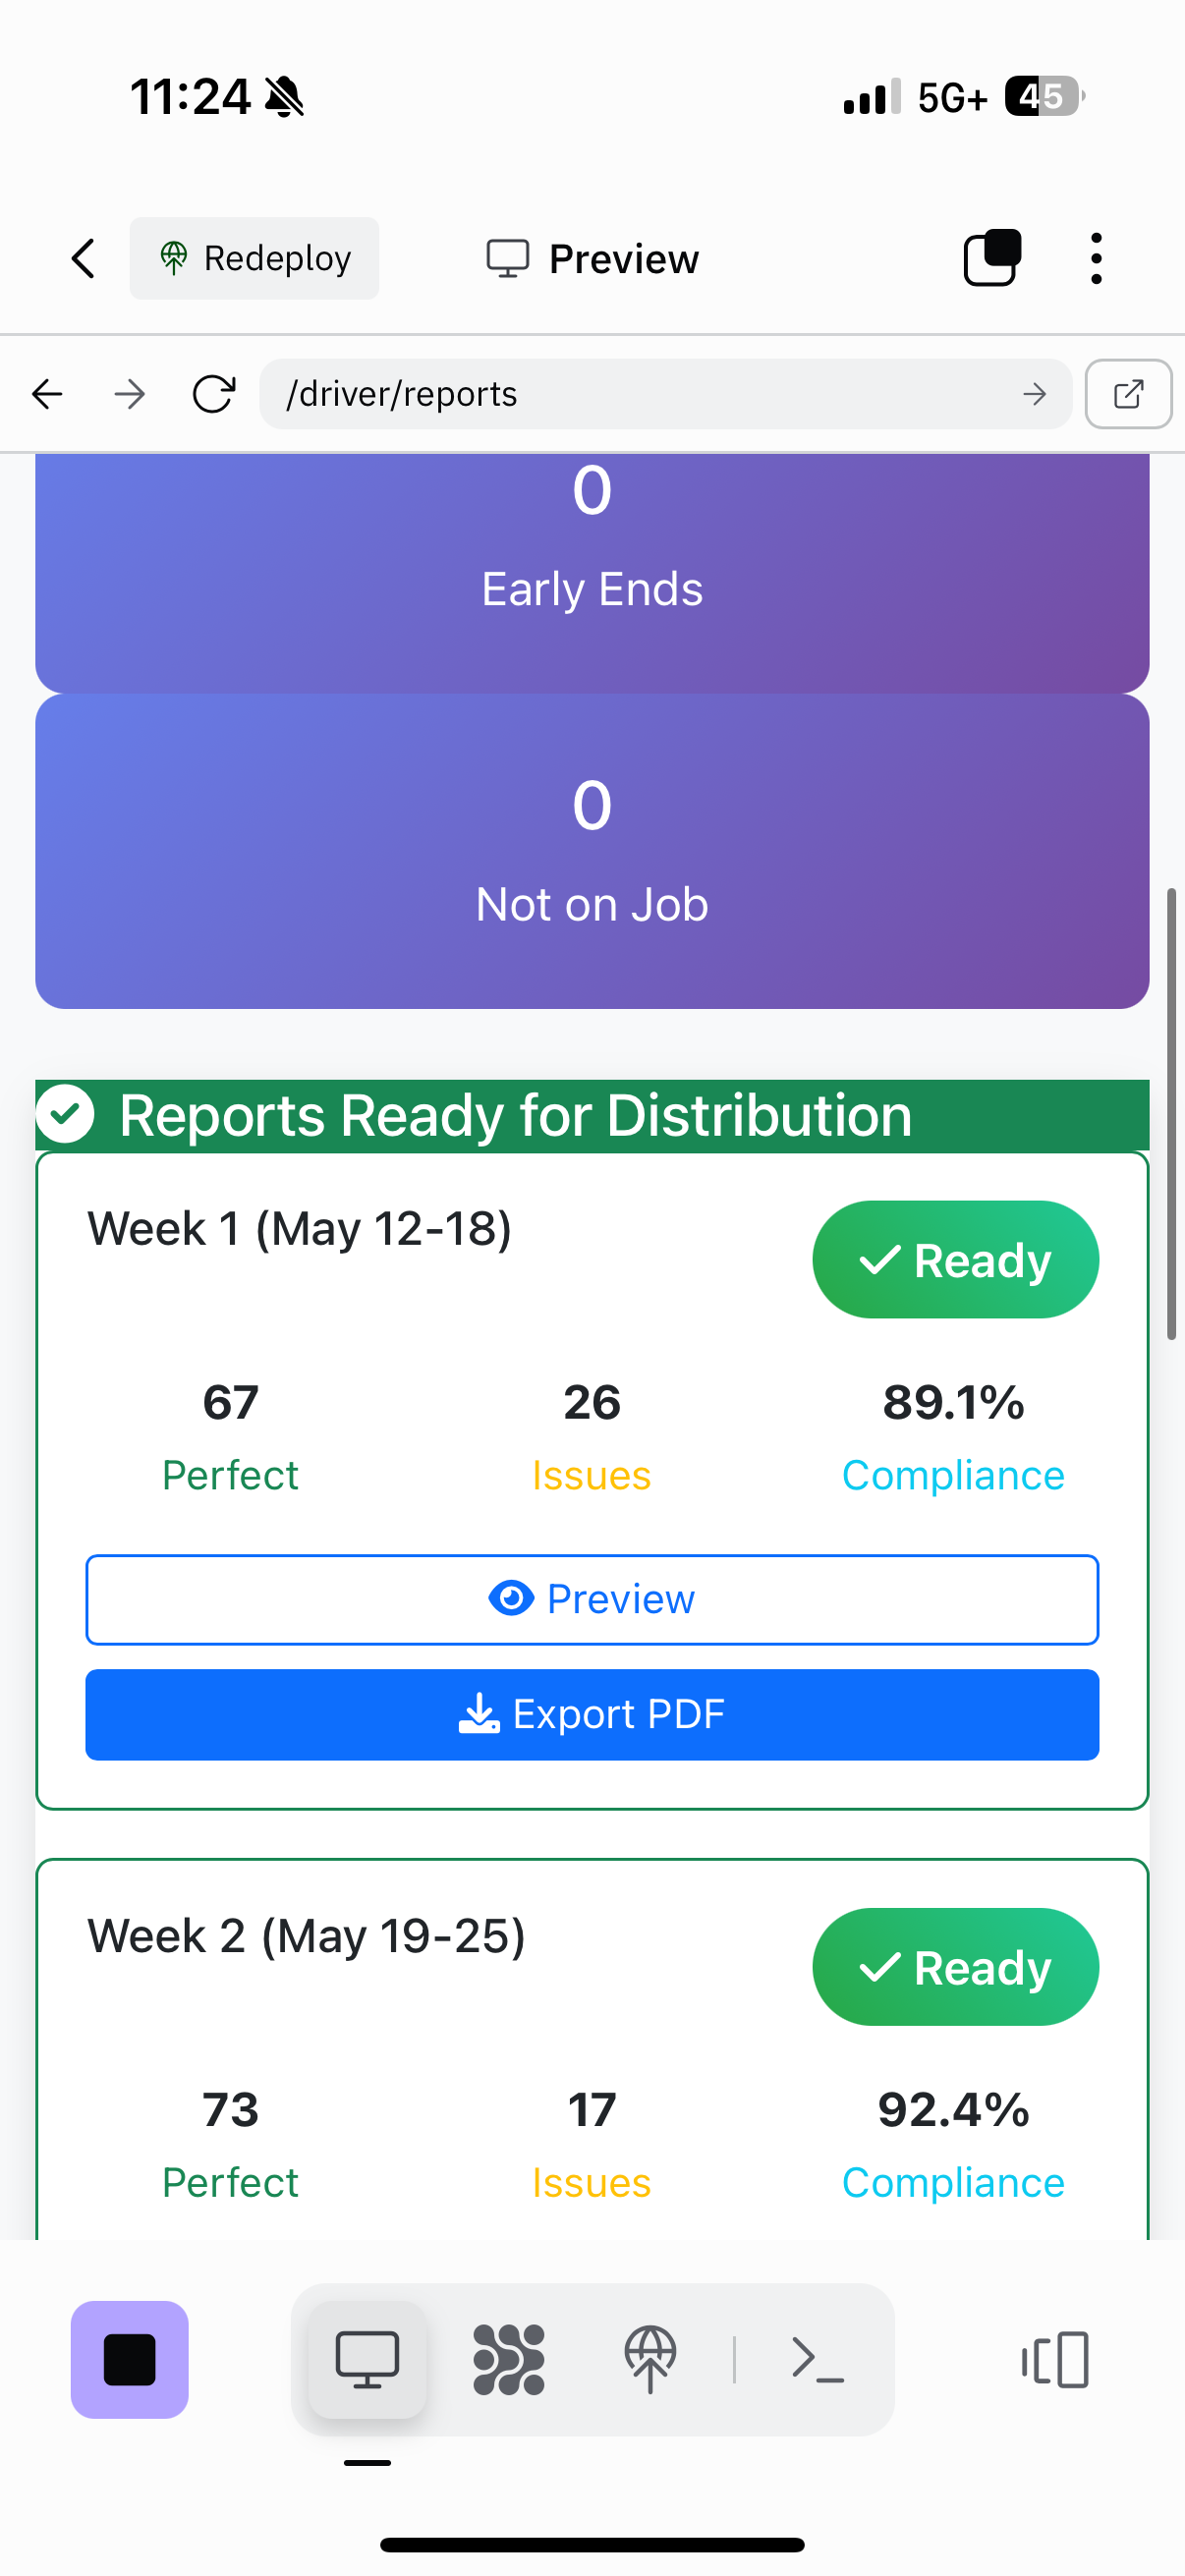 11:24
5G+ 45
Redeploy
Preview
/driver/reports
0
Early Ends
0
Not on Job
Reports Ready for Distribution
Week 1 (May 12-18)
Ready
67 26 89.1%
Perfect Issues Compliance
Preview
Export PDF
Week 2 (May 19-25)
Ready
73 17 92.4%
Perfect Issues Compliance